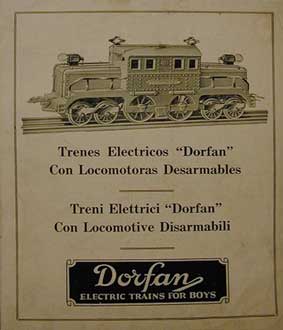 Trenes Electricos "Dorfan"
Con Locomotoras Desarmables
Treni Elettrici "Dorfan"
Con Locomotive Disarmabili
Dorfan
ELECTRIC TRAINS FOR BOYS